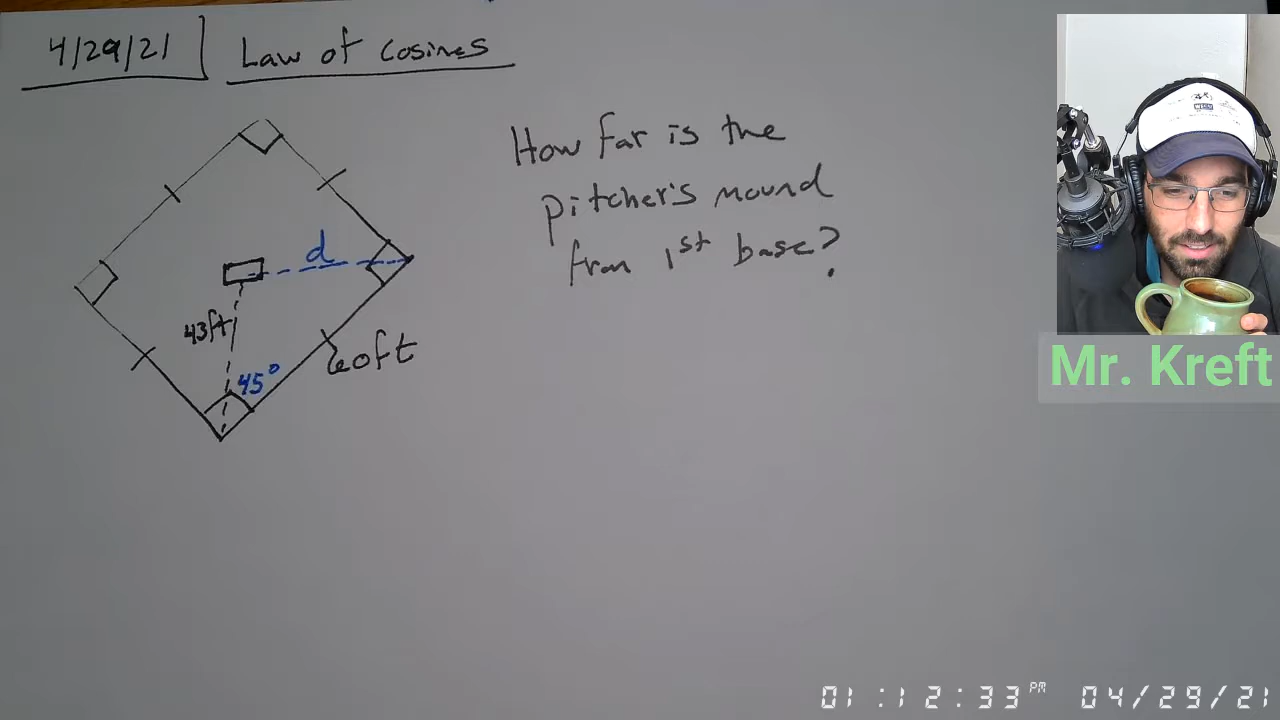 4/29/21
Law of Cosines
How far is the
pitcher's mound
from 1st base?
d
43ft
45°
60ft
Mr. Kreft
01:12:33 PM 04/29/21